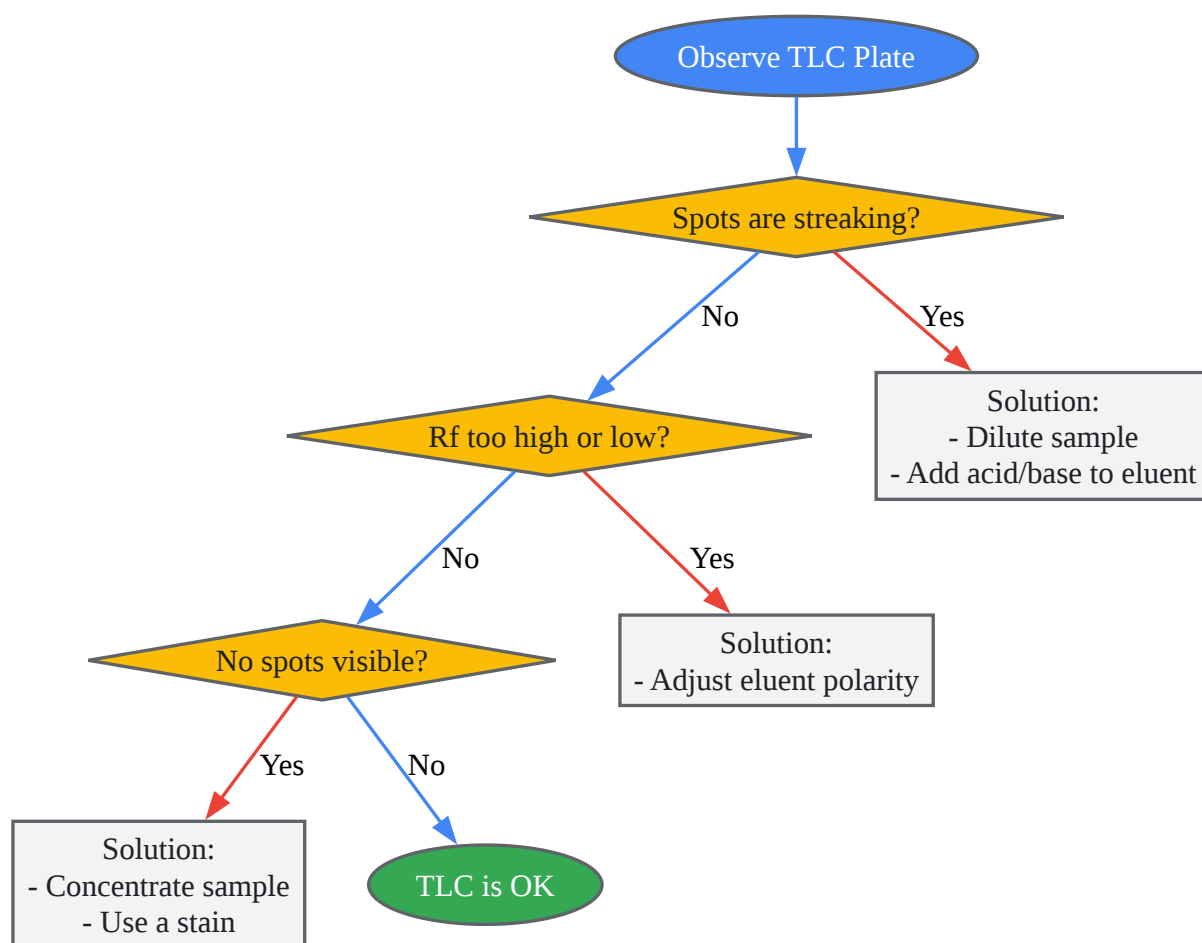 Observe TLC Plate
Spots are streaking?
No
Yes
Solution:
- Dilute sample
- Add acid/base to eluent
Rf too high or low?
No
Yes
Solution:
- Adjust eluent polarity
No spots visible?
Yes
No
Solution:
- Concentrate sample
- Use a stain
TLC is OK